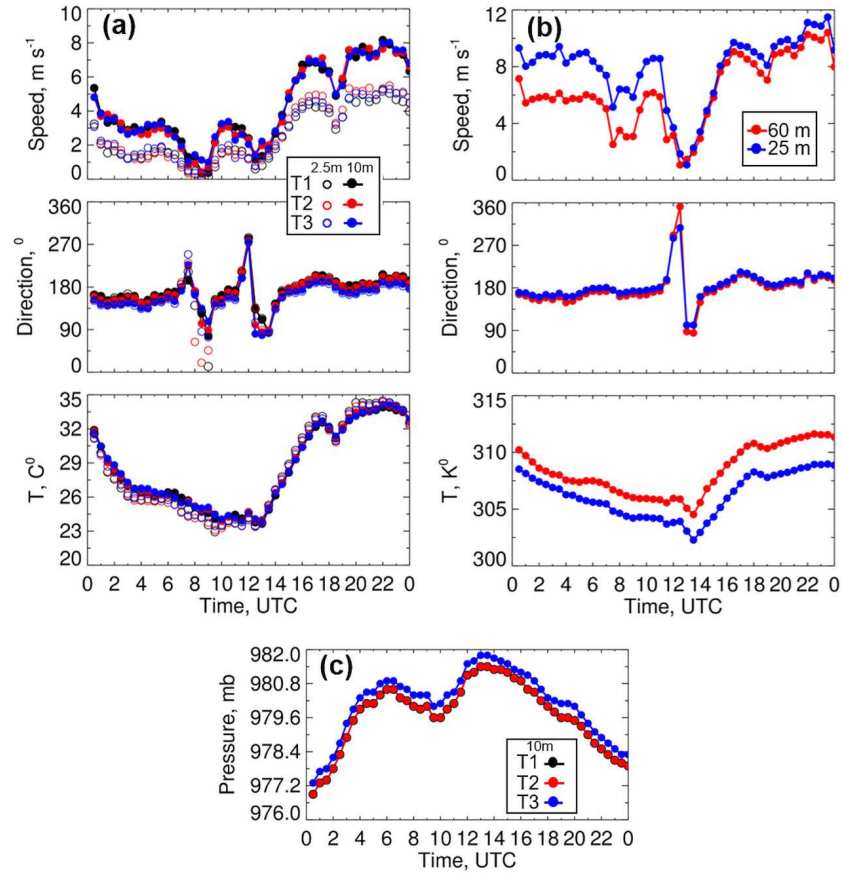 (a)
Speed, m s⁻¹
8
6
4
2
0
2.5m 10m
T1
T2
T3
Direction, ⁰
360
270
180
90
0
T, C⁰
35
32
29
26
23
20
0 2 4 6 8 10 12 14 16 18 20 22 0
Time, UTC
(b)
Speed, m s⁻¹
12
8
4
0
60 m
25 m
Direction, ⁰
360
270
180
90
0
T, K⁰
315
310
305
300
0 2 4 6 8 10 12 14 16 18 20 22 0
Time, UTC
(c)
Pressure, mb
982.0
980.8
979.6
978.4
977.2
976.0
10m
T1
T2
T3
0 2 4 6 8 10 12 14 16 18 20 22 0
Time, UTC